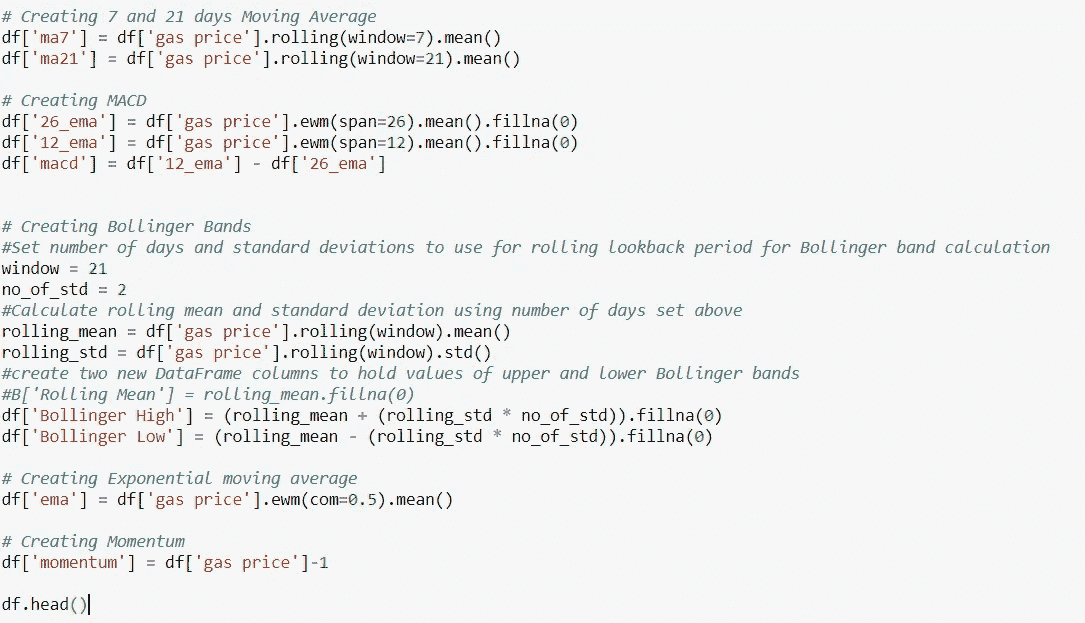 # Creating 7 and 21 days Moving Average
df['ma7'] = df['gas price'].rolling(window=7).mean()
df['ma21'] = df['gas price'].rolling(window=21).mean()
# Creating MACD
df['26_ema'] = df['gas price'].ewm(span=26).mean().fillna(0)
df['12_ema'] = df['gas price'].ewm(span=12).mean().fillna(0)
df['macd'] = df['12_ema'] - df['26_ema']
# Creating Bollinger Bands
#Set number of days and standard deviations to use for rolling lookback period for Bollinger band calculation
window = 21
no_of_std = 2
#Calculate rolling mean and standard deviation using number of days set above
rolling_mean = df['gas price'].rolling(window).mean()
rolling_std = df['gas price'].rolling(window).std()
#create two new DataFrame columns to hold values of upper and lower Bollinger bands
#B['Rolling Mean'] = rolling_mean.fillna(0)
df['Bollinger High'] = (rolling_mean + (rolling_std * no_of_std)).fillna(0)
df['Bollinger Low'] = (rolling_mean - (rolling_std * no_of_std)).fillna(0)
# Creating Exponential moving average
df['ema'] = df['gas price'].ewm(com=0.5).mean()
# Creating Momentum
df['momentum'] = df['gas price']-1
df.head()